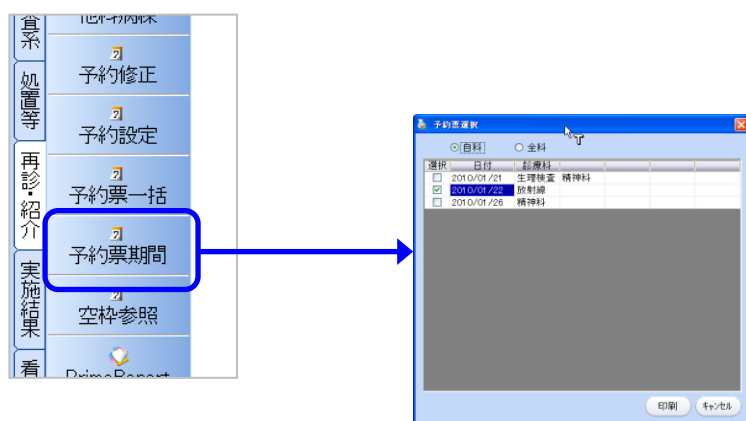 査系
処置等
再診・紹介
実施結果
看
他科病棟
予約修正
予約設定
予約票一括
予約票期間
空枠参照
PrimeReport
予約票選択
自科 全科
選択 日付 診療科
2010/01/21 生理検査 精神科
2010/01/22 放射線
2010/01/26 精神科
印刷 キャンセル